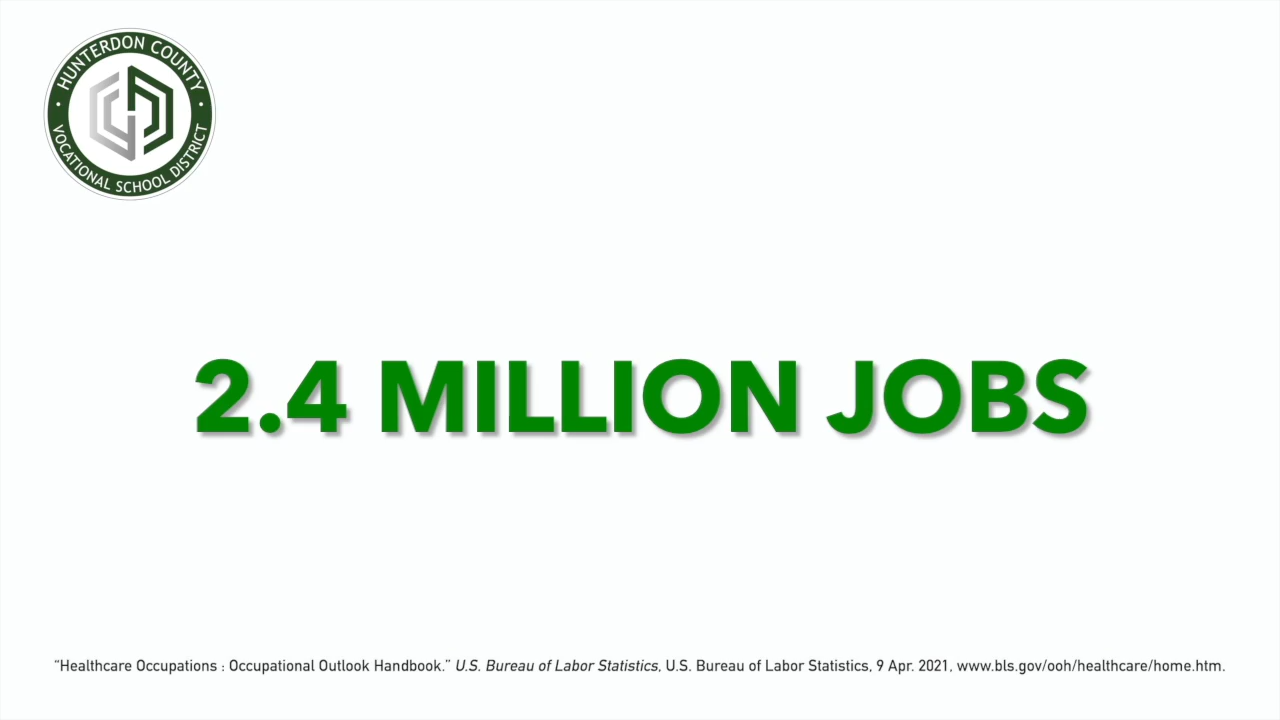 HUNTERDON COUNTY
VOCATIONAL SCHOOL DISTRICT
2.4 MILLION JOBS
“Healthcare Occupations : Occupational Outlook Handbook.” U.S. Bureau of Labor Statistics, U.S. Bureau of Labor Statistics, 9 Apr. 2021, www.bls.gov/ooh/healthcare/home.htm.